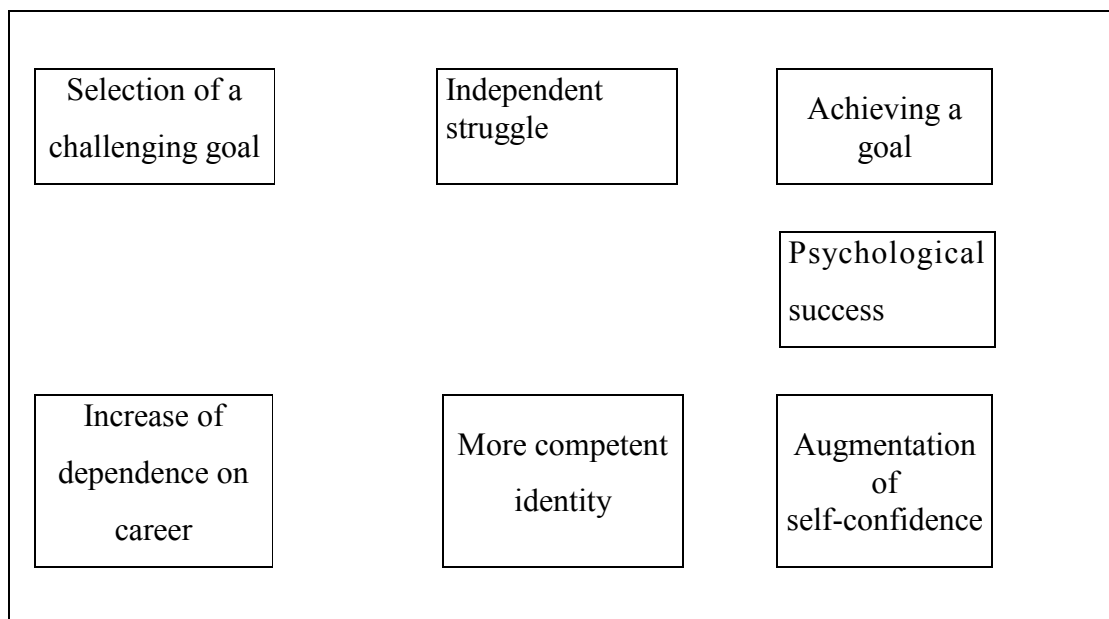 Selection of a
challenging goal
Independent
struggle
Achieving a
goal
Psychological
success
Increase of
dependence on
career
More competent
identity
Augmentation
of
self-confidence